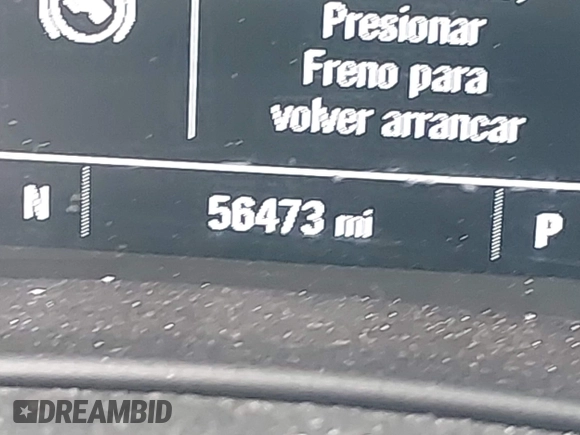 Presionar
Freno para
volver arrancar
N 56473 mi P
DREAMBID